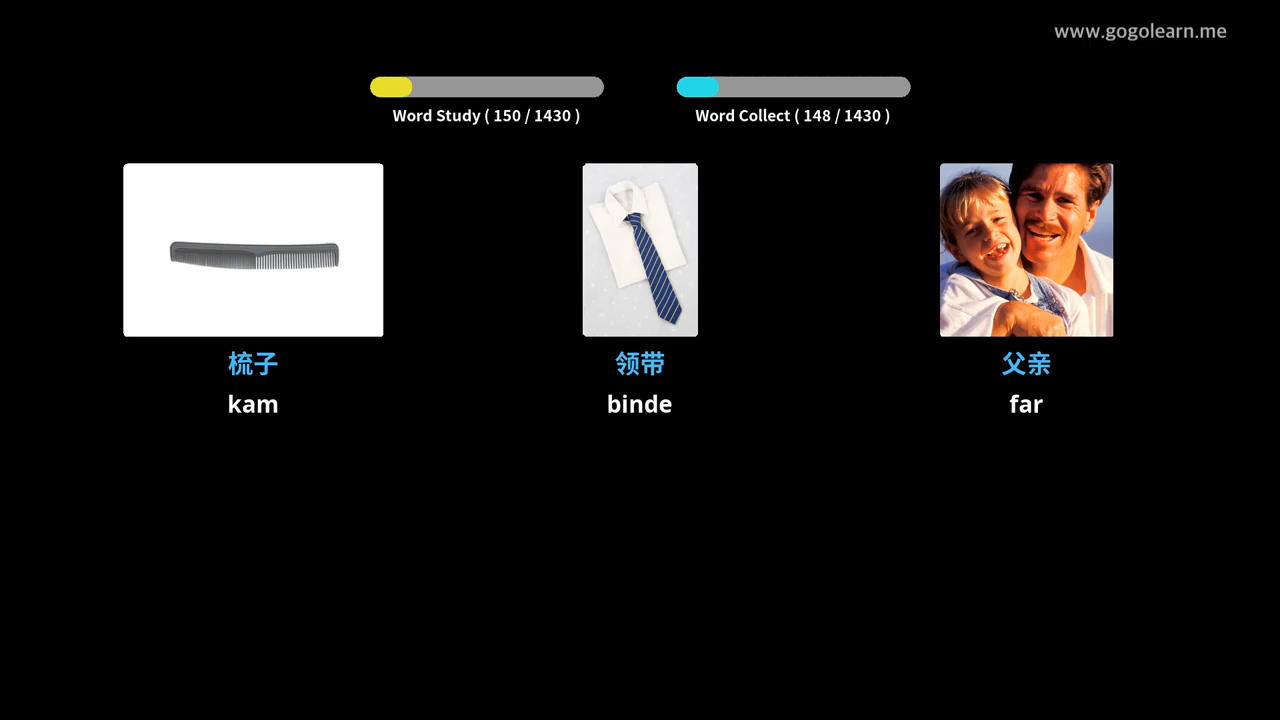 www.gogolearn.me
Word Study ( 150 / 1430 )
Word Collect ( 148 / 1430 )
梳子
领带
父亲
kam
binde
far